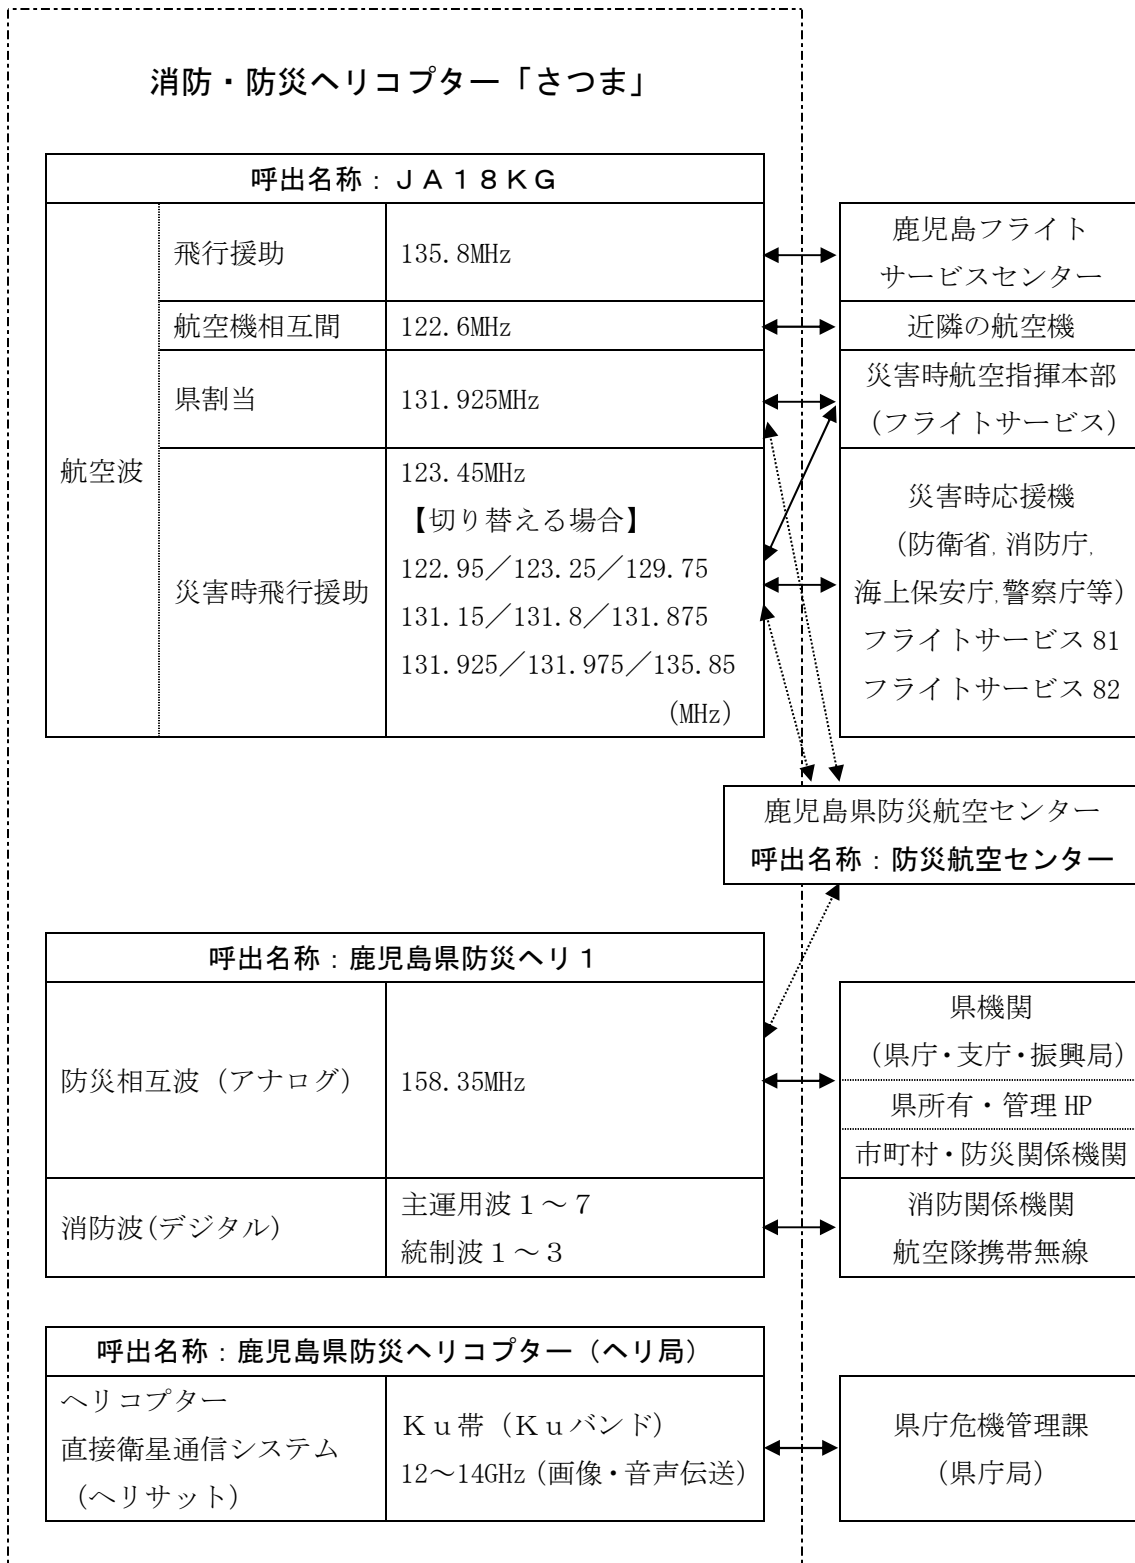 消防・防災ヘリコプター「さつま」
呼出名称：ＪＡ１８ＫＧ
航空波
飛行援助
135.8MHz
鹿児島フライト
サービスセンター
航空機相互間
122.6MHz
近隣の航空機
県割当
131.925MHz
災害時航空指揮本部
（フライトサービス）
災害時飛行援助
123.45MHz
【切り替える場合】
122.95／123.25／129.75
131.15／131.8／131.875
131.925／131.975／135.85
（MHz）
災害時応援機
（防衛省,消防庁,
海上保安庁,警察庁等）
フライトサービス 81
フライトサービス 82
鹿児島県防災航空センター
呼出名称：防災航空センター
呼出名称：鹿児島県防災ヘリ１
防災相互波（アナログ）
158.35MHz
県機関
（県庁・支庁・振興局）
県所有・管理 HP
市町村・防災関係機関
消防波（デジタル）
主運用波１～７
統制波１～３
消防関係機関
航空隊携帯無線
呼出名称：鹿児島県防災ヘリコプター（ヘリ局）
ヘリコプター
直接衛星通信システム
（ヘリサット）
Ｋｕ帯（Ｋｕバンド）
12～14GHz（画像・音声伝送）
県庁危機管理課
（県庁局）